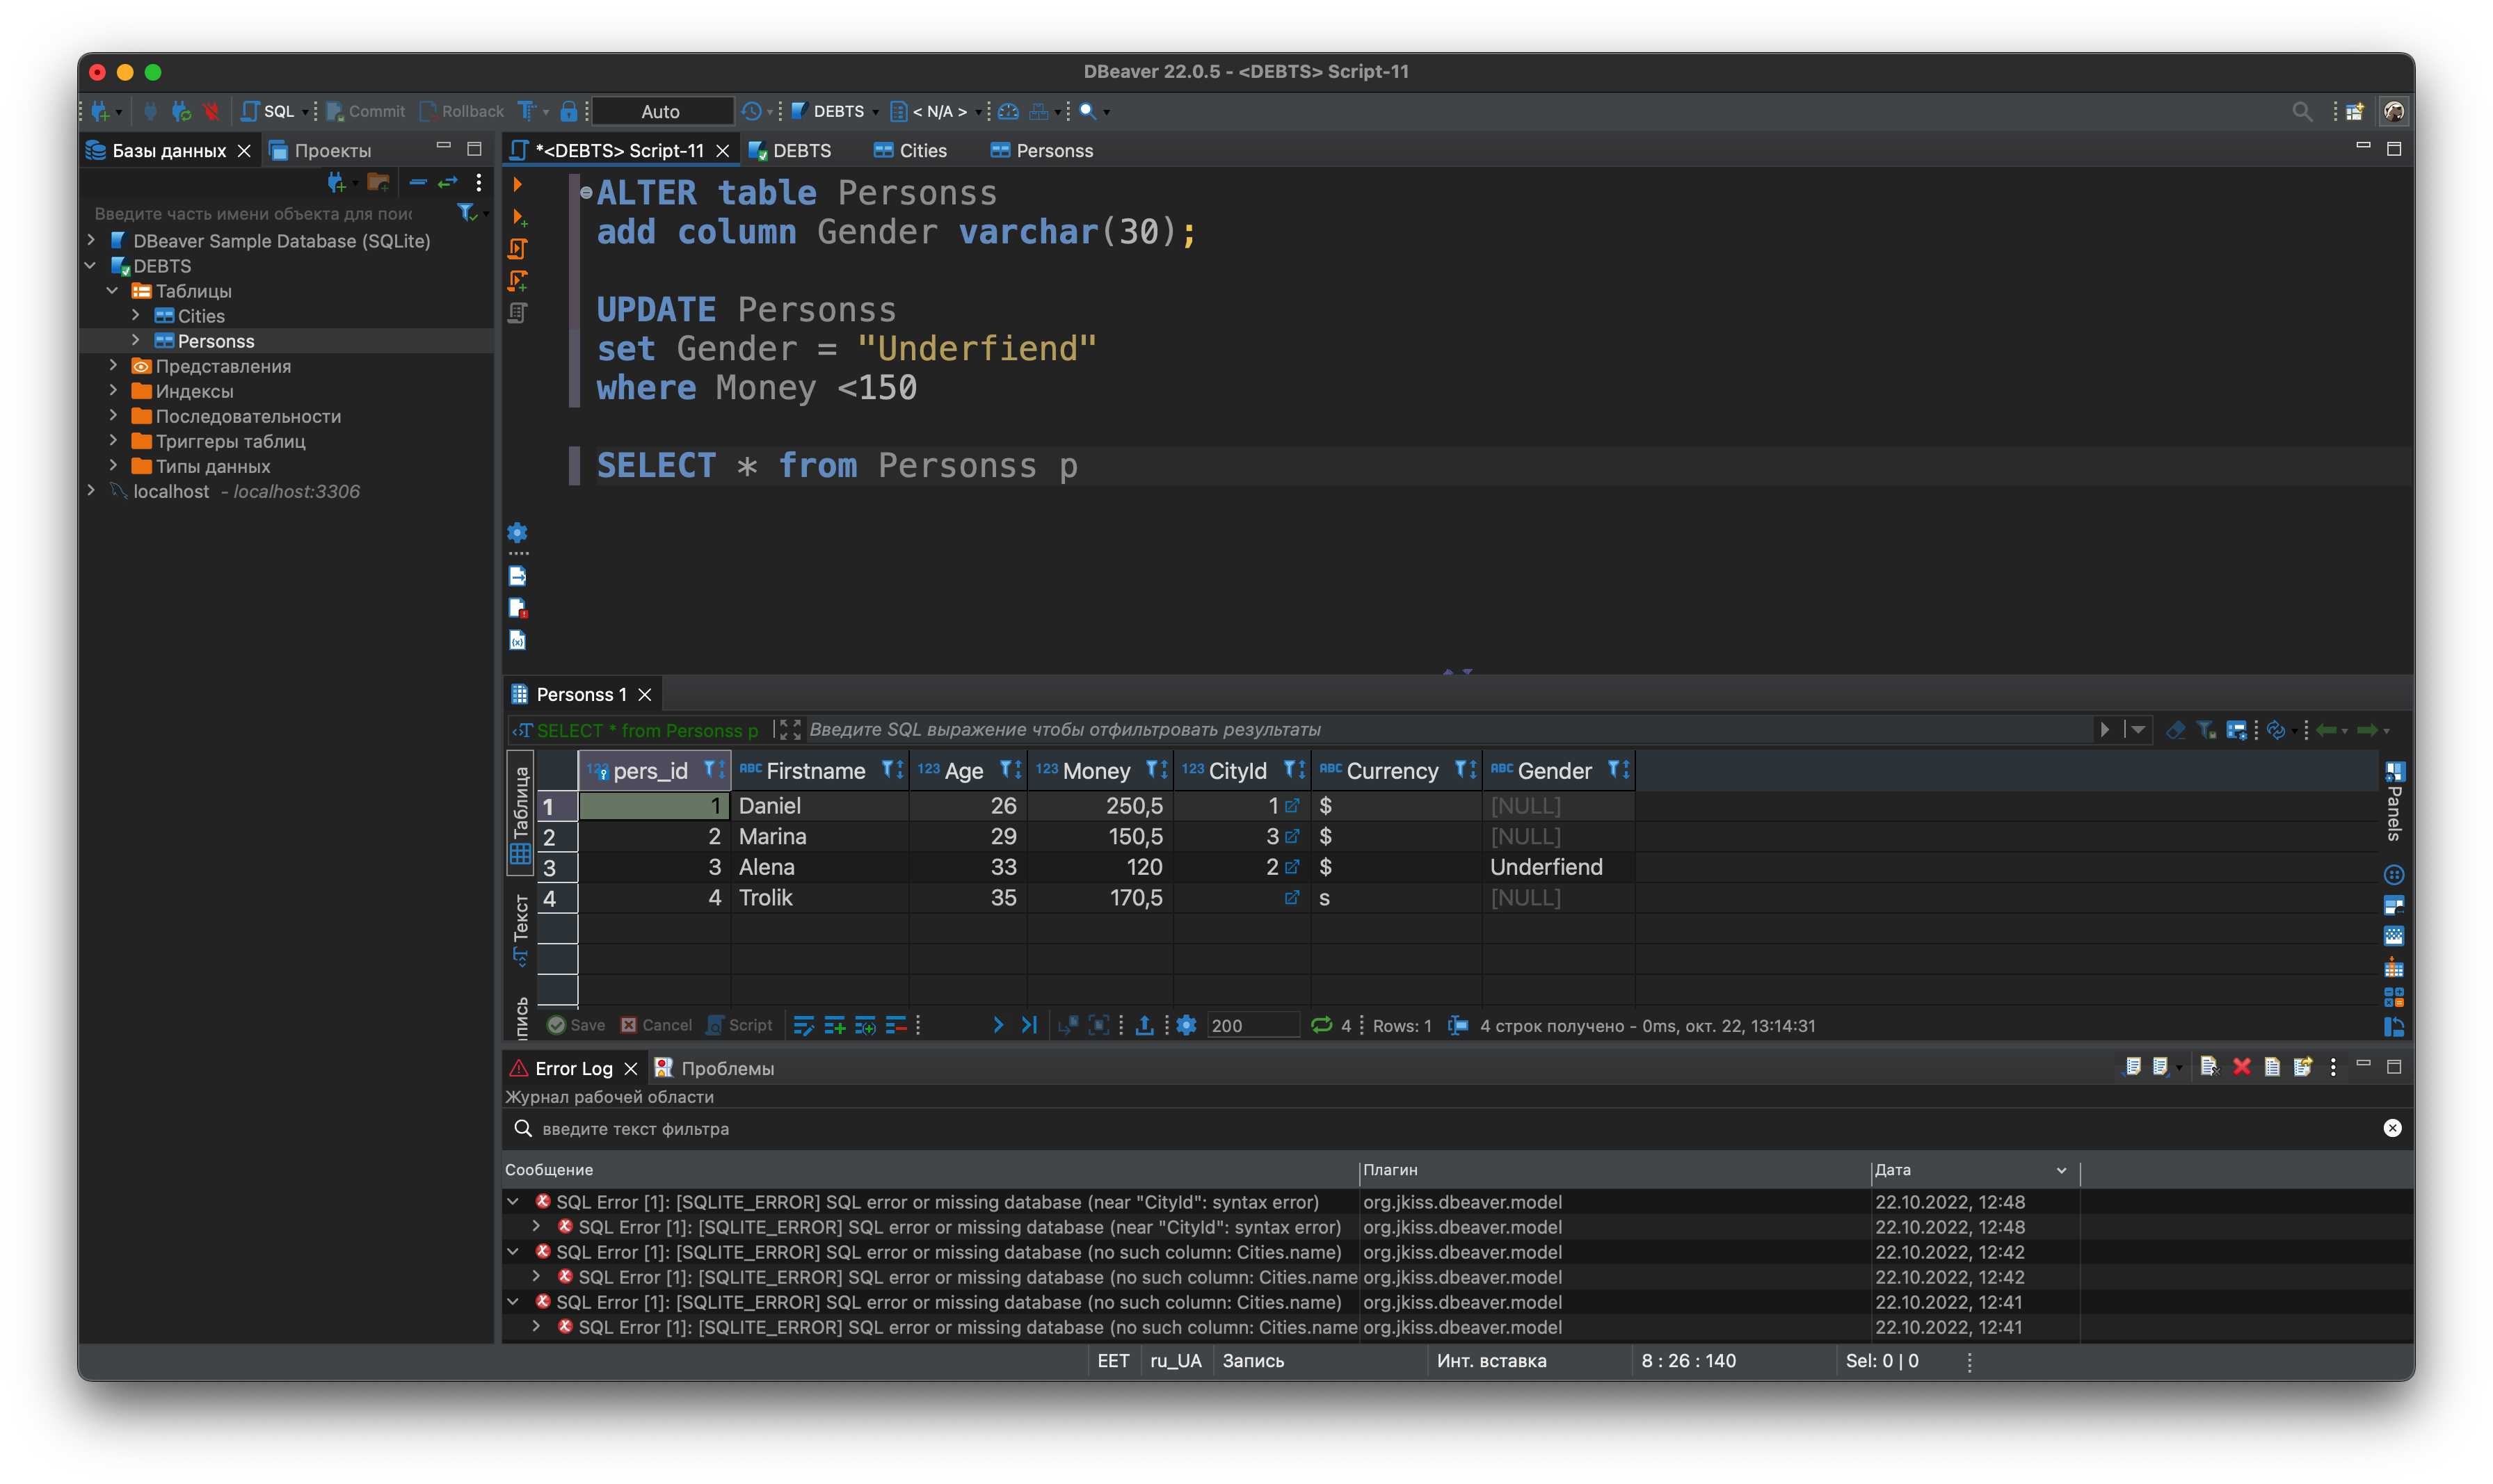 DBeaver 22.0.5 - <DEBTS> Script-11
SQL Commit Rollback Auto DEBTS < N/A >
Базы данных Проекты
*<DEBTS> Script-11 DEBTS Cities Personss
Введите часть имени объекта для поис
DBeaver Sample Database (SQLite)
DEBTS
Таблицы
Cities
Personss
Представления
Индексы
Последовательности
Триггеры таблиц
Типы данных
localhost - localhost:3306
ALTER table Personss
add column Gender varchar(30);
UPDATE Personss
set Gender = "Underfiend"
where Money <150
SELECT * from Personss p
Personss 1
SELECT * from Personss p Введите SQL выражение чтобы отфильтровать результаты
Таблица
Текст
пись
Panels
123 pers_id ABC Firstname 123 Age 123 Money 123 CityId ABC Currency ABC Gender
1 1 Daniel 26 250,5 1 $ [NULL]
2 2 Marina 29 150,5 3 $ [NULL]
3 3 Alena 33 120 2 $ Underfiend
4 4 Trolik 35 170,5 s [NULL]
Save Cancel Script 200 4 Rows: 1 4 строк получено - 0ms, окт. 22, 13:14:31
Error Log Проблемы
Журнал рабочей области
введите текст фильтра
Сообщение Плагин Дата
SQL Error [1]: [SQLITE_ERROR] SQL error or missing database (near "CityId": syntax error) org.jkiss.dbeaver.model 22.10.2022, 12:48
SQL Error [1]: [SQLITE_ERROR] SQL error or missing database (near "CityId": syntax error) org.jkiss.dbeaver.model 22.10.2022, 12:48
SQL Error [1]: [SQLITE_ERROR] SQL error or missing database (no such column: Cities.name) org.jkiss.dbeaver.model 22.10.2022, 12:42
SQL Error [1]: [SQLITE_ERROR] SQL error or missing database (no such column: Cities.name org.jkiss.dbeaver.model 22.10.2022, 12:42
SQL Error [1]: [SQLITE_ERROR] SQL error or missing database (no such column: Cities.name) org.jkiss.dbeaver.model 22.10.2022, 12:41
SQL Error [1]: [SQLITE_ERROR] SQL error or missing database (no such column: Cities.name org.jkiss.dbeaver.model 22.10.2022, 12:41
EET ru_UA Запись Инт. вставка 8 : 26 : 140 Sel: 0 | 0